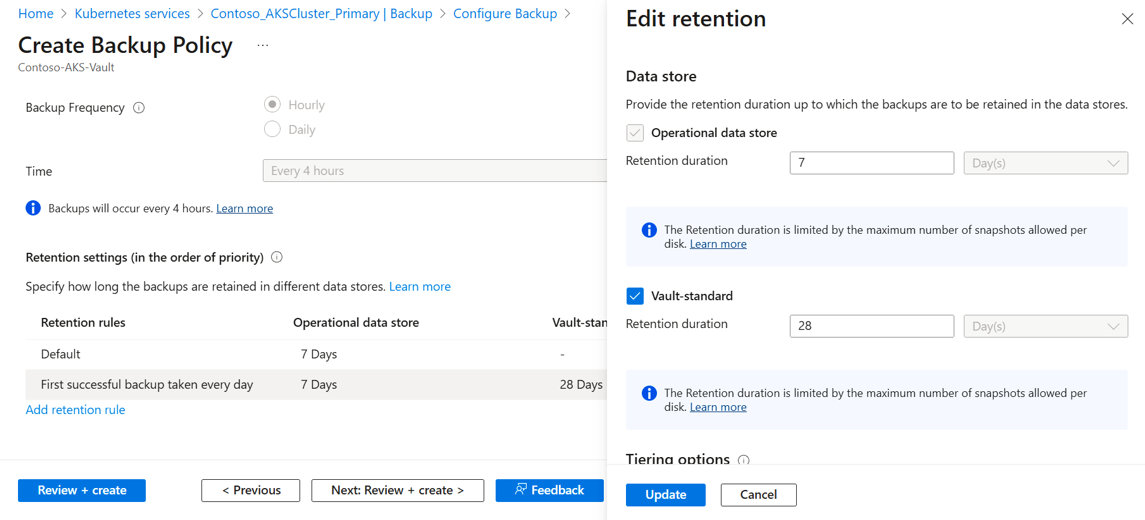 Home > Kubernetes services > Contoso_AKSCluster_Primary | Backup > Configure Backup >
Create Backup Policy ...
Contoso-AKS-Vault
Backup Frequency
Hourly
Daily
Time
Every 4 hours
Backups will occur every 4 hours. Learn more
Retention settings (in the order of priority)
Specify how long the backups are retained in different data stores. Learn more
Retention rules Operational data store Vault-stan
Default 7 Days -
First successful backup taken every day 7 Days 28 Days
Add retention rule
Review + create
< Previous
Next: Review + create >
Feedback
Edit retention
Data store
Provide the retention duration up to which the backups are to be retained in the data stores.
Operational data store
Retention duration 7 Day(s)
The Retention duration is limited by the maximum number of snapshots allowed per
disk. Learn more
Vault-standard
Retention duration 28 Day(s)
The Retention duration is limited by the maximum number of snapshots allowed per
disk. Learn more
Tiering options
Update
Cancel